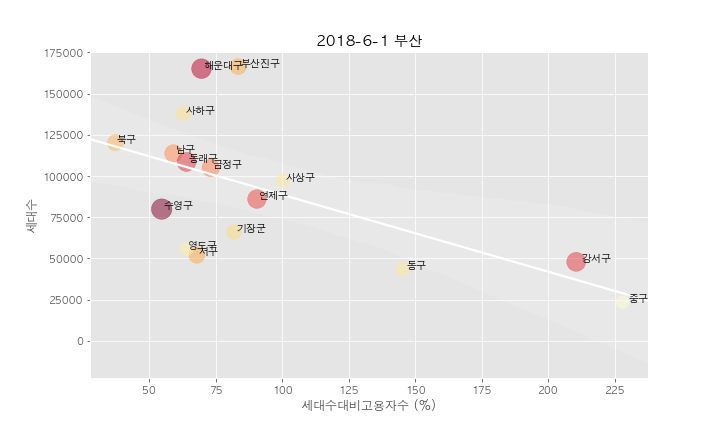 2018-6-1 부산
175000
150000
125000
100000
75000
50000
25000
0
세대수
해운대구
부산진구
사하구
북구
남구
동래구
금정구
사상구
연제구
수영구
기장군
영도구
서구
동구
강서구
중구
50
75
100
125
150
175
200
225
세대수대비고용자수 (%)